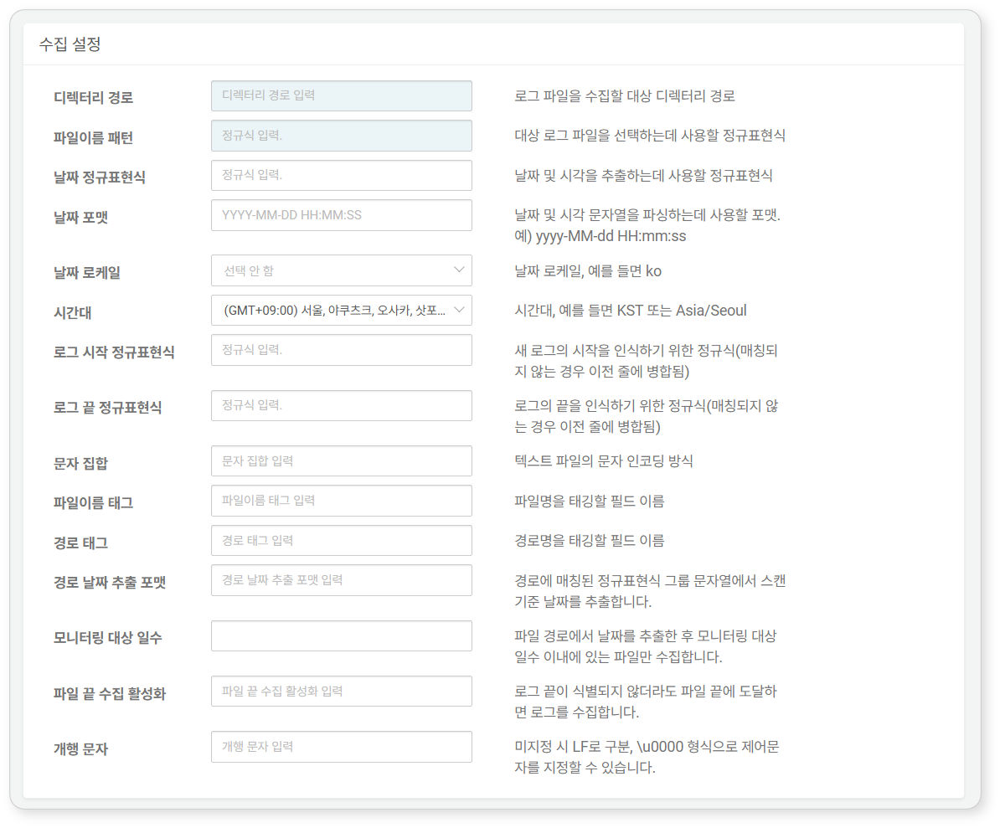 수집 설정
디렉터리 경로
디렉터리 경로 입력
로그 파일을 수집할 대상 디렉터리 경로
파일이름 패턴
정규식 입력.
대상 로그 파일을 선택하는데 사용할 정규표현식
날짜 정규표현식
정규식 입력.
날짜 및 시각을 추출하는데 사용할 정규표현식
날짜 포맷
YYYY-MM-DD HH:MM:SS
날짜 및 시각 문자열을 파싱하는데 사용할 포맷.
예) yyyy-MM-dd HH:mm:ss
날짜 로케일
선택 안 함
날짜 로케일, 예를 들면 ko
시간대
(GMT+09:00) 서울, 야쿠츠크, 오사카, 삿포...
시간대, 예를 들면 KST 또는 Asia/Seoul
로그 시작 정규표현식
정규식 입력.
새 로그의 시작을 인식하기 위한 정규식(매칭되
지 않는 경우 이전 줄에 병합됨)
로그 끝 정규표현식
정규식 입력.
로그의 끝을 인식하기 위한 정규식(매칭되지 않
는 경우 이전 줄에 병합됨)
문자 집합
문자 집합 입력
텍스트 파일의 문자 인코딩 방식
파일이름 태그
파일이름 태그 입력
파일명을 태깅할 필드 이름
경로 태그
경로 태그 입력
경로명을 태깅할 필드 이름
경로 날짜 추출 포맷
경로 날짜 추출 포맷 입력
경로에 매칭된 정규표현식 그룹 문자열에서 스캔
기준 날짜를 추출합니다.
모니터링 대상 일수
파일 경로에서 날짜를 추출한 후 모니터링 대상
일수 이내에 있는 파일만 수집합니다.
파일 끝 수집 활성화
파일 끝 수집 활성화 입력
로그 끝이 식별되지 않더라도 파일 끝에 도달하
면 로그를 수집합니다.
개행 문자
개행 문자 입력
미지정 시 LF로 구분, \u0000 형식으로 제어문
자를 지정할 수 있습니다.